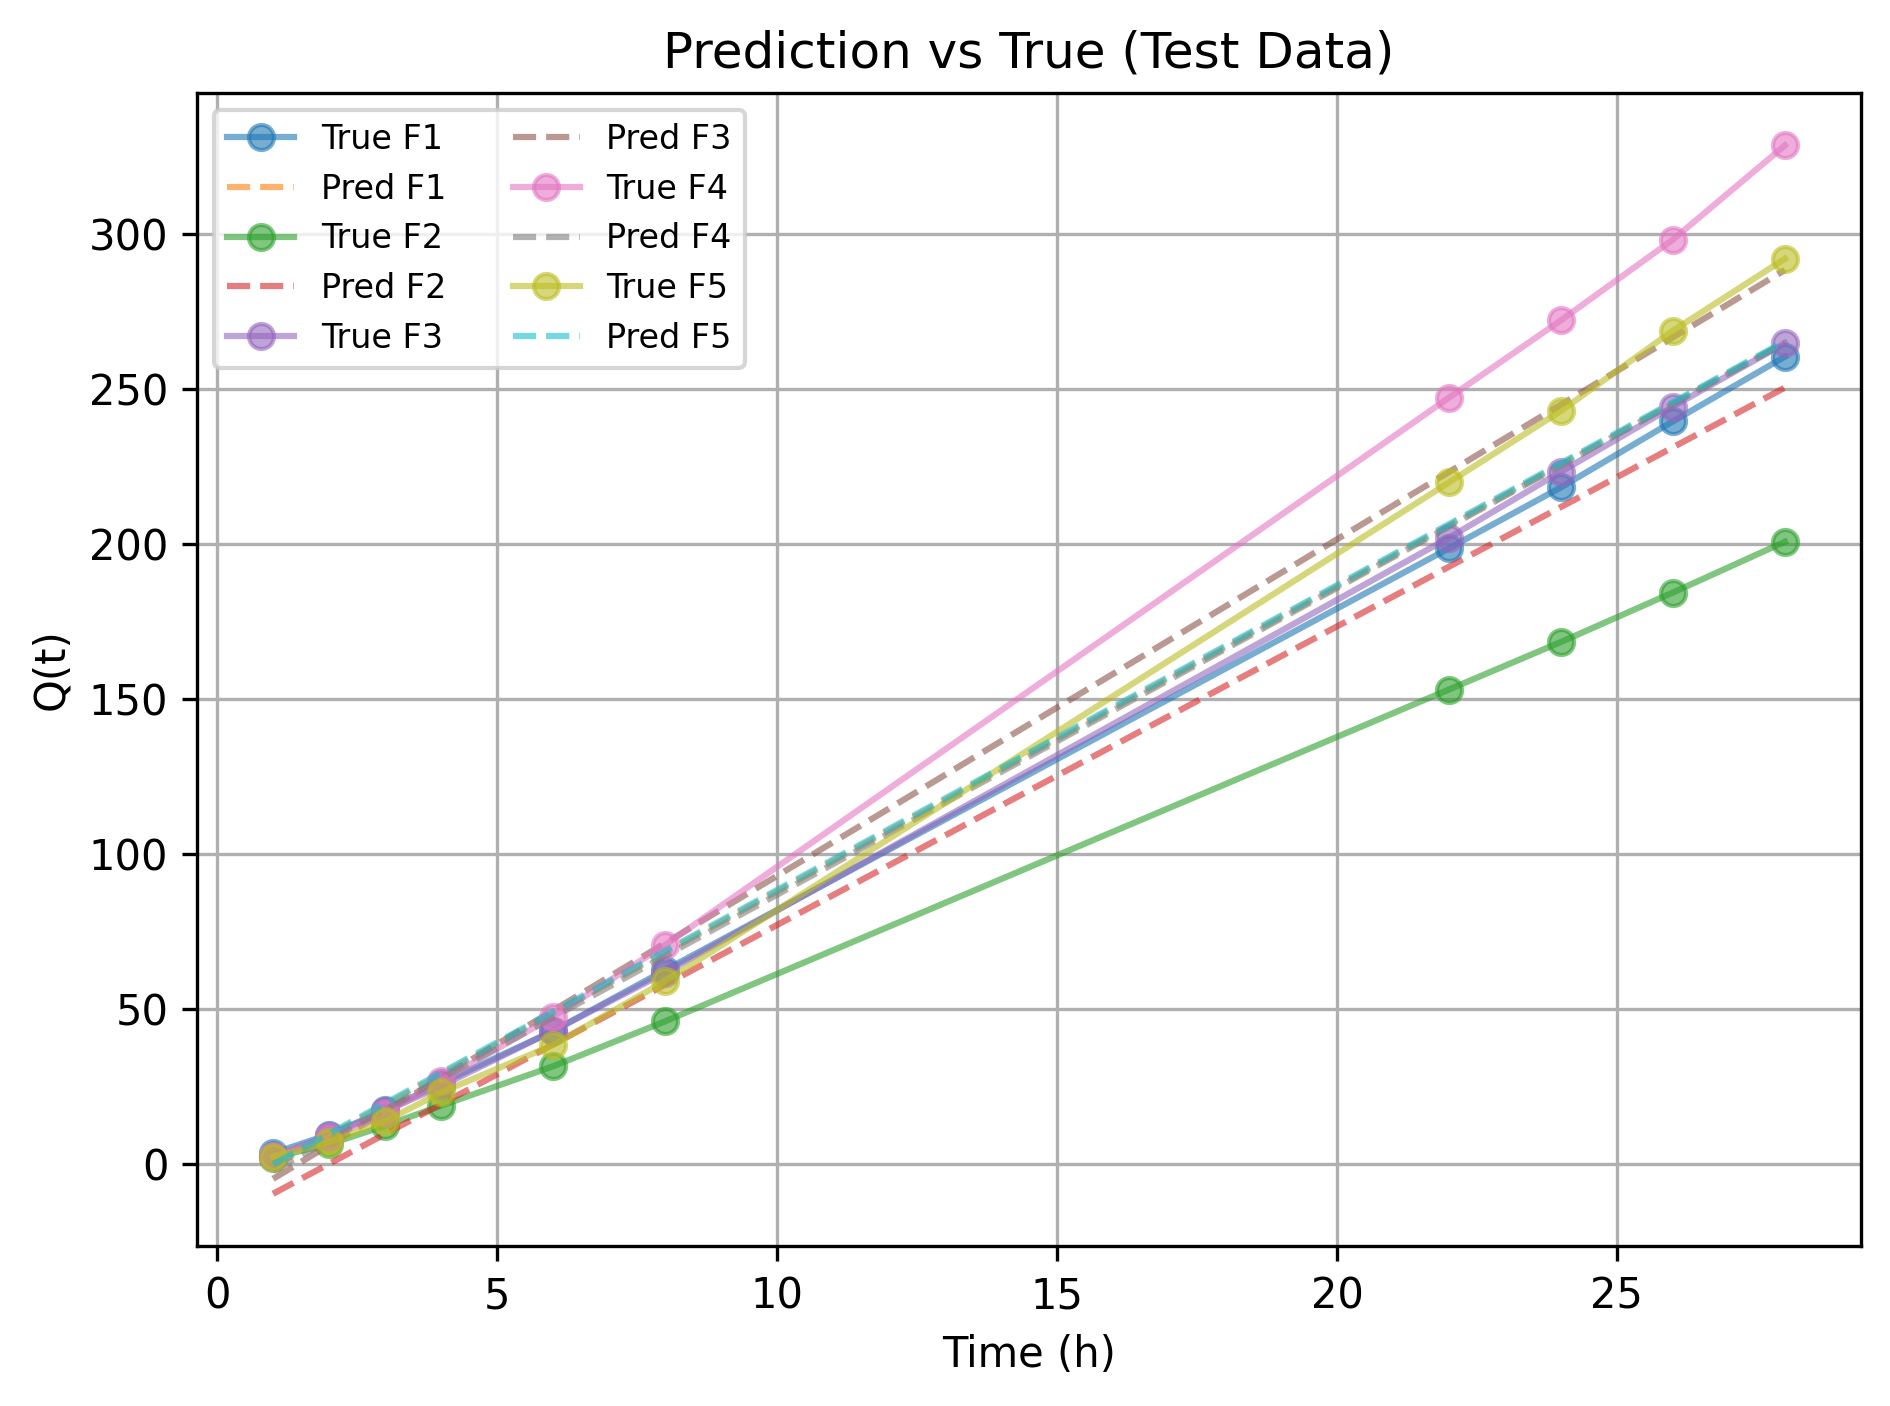 Prediction vs True (Test Data)
True F1
Pred F1
True F2
Pred F2
True F3
Pred F3
True F4
Pred F4
True F5
Pred F5
300
250
200
150
100
50
0
Q(t)
0 5 10 15 20 25
Time (h)